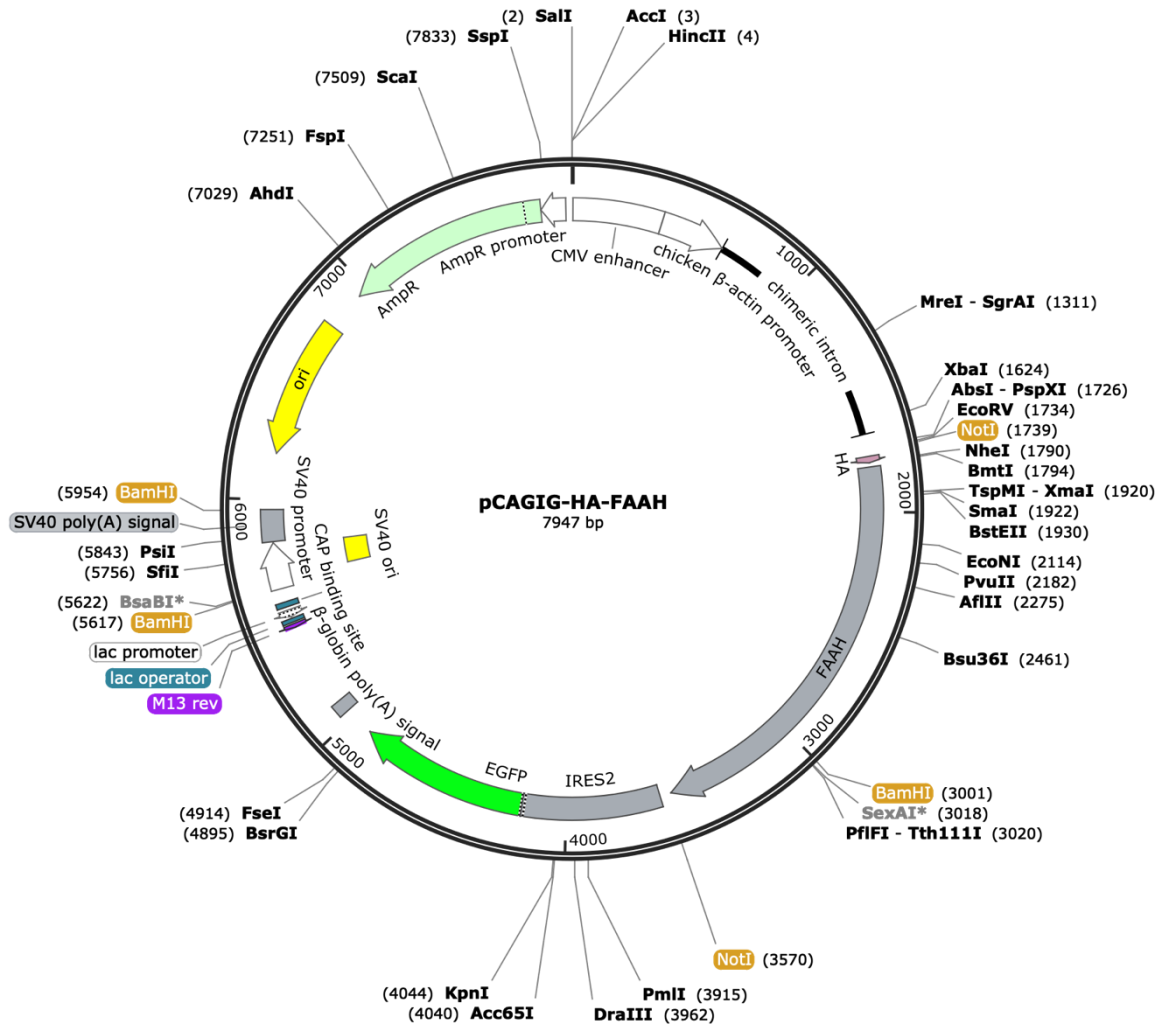 (2) SalI
AccI (3)
HincII (4)
(7833) SspI
(7509) ScaI
(7251) FspI
(7029) AhdI
MreI - SgrAI (1311)
XbaI (1624)
AbsI - PspXI (1726)
EcoRV (1734)
NotI (1739)
NheI (1790)
BmtI (1794)
TspMI - XmaI (1920)
SmaI (1922)
BstEII (1930)
EcoNI (2114)
PvuII (2182)
AflII (2275)
Bsu36I (2461)
BamHI (3001)
SexAI* (3018)
PflFI - Tth111I (3020)
NotI (3570)
PmlI (3915)
DraIII (3962)
(4044) KpnI
(4040) Acc65I
(4914) FseI
(4895) BsrGI
(5954) BamHI
SV40 poly(A) signal
(5843) PsiI
(5756) SfiI
(5622) BsaBI*
(5617) BamHI
lac promoter
lac operator
M13 rev
1000
2000
3000
4000
5000
6000
7000
CMV enhancer
chicken β-actin promoter
chimeric intron
HA
FAAH
IRES2
EGFP
β-globin poly(A) signal
CAP binding site
SV40 promoter
SV40 ori
ori
AmpR
AmpR promoter
pCAGIG-HA-FAAH
7947 bp